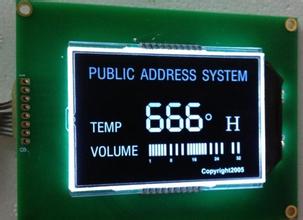 PUBLIC ADDRESS SYSTEM
TEMP 666° H
VOLUME
1 8 16 24 32
Copyright2005